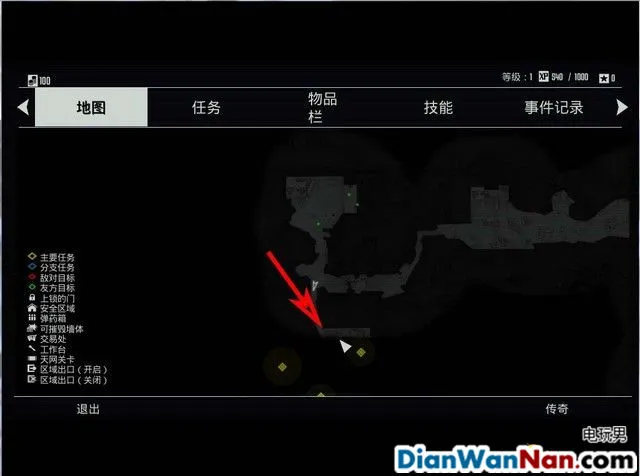 100
等级:1 XP 540 / 1000 0
地图 任务 物品栏 技能 事件记录
主要任务
分支任务
敌对目标
友方目标
上锁的门
安全区域
弹药箱
可摧毁墙体
交易处
工作台
天网关卡
区域出口（开启）
区域出口（关闭）
退出 传奇
电玩男
DianWanNan.com